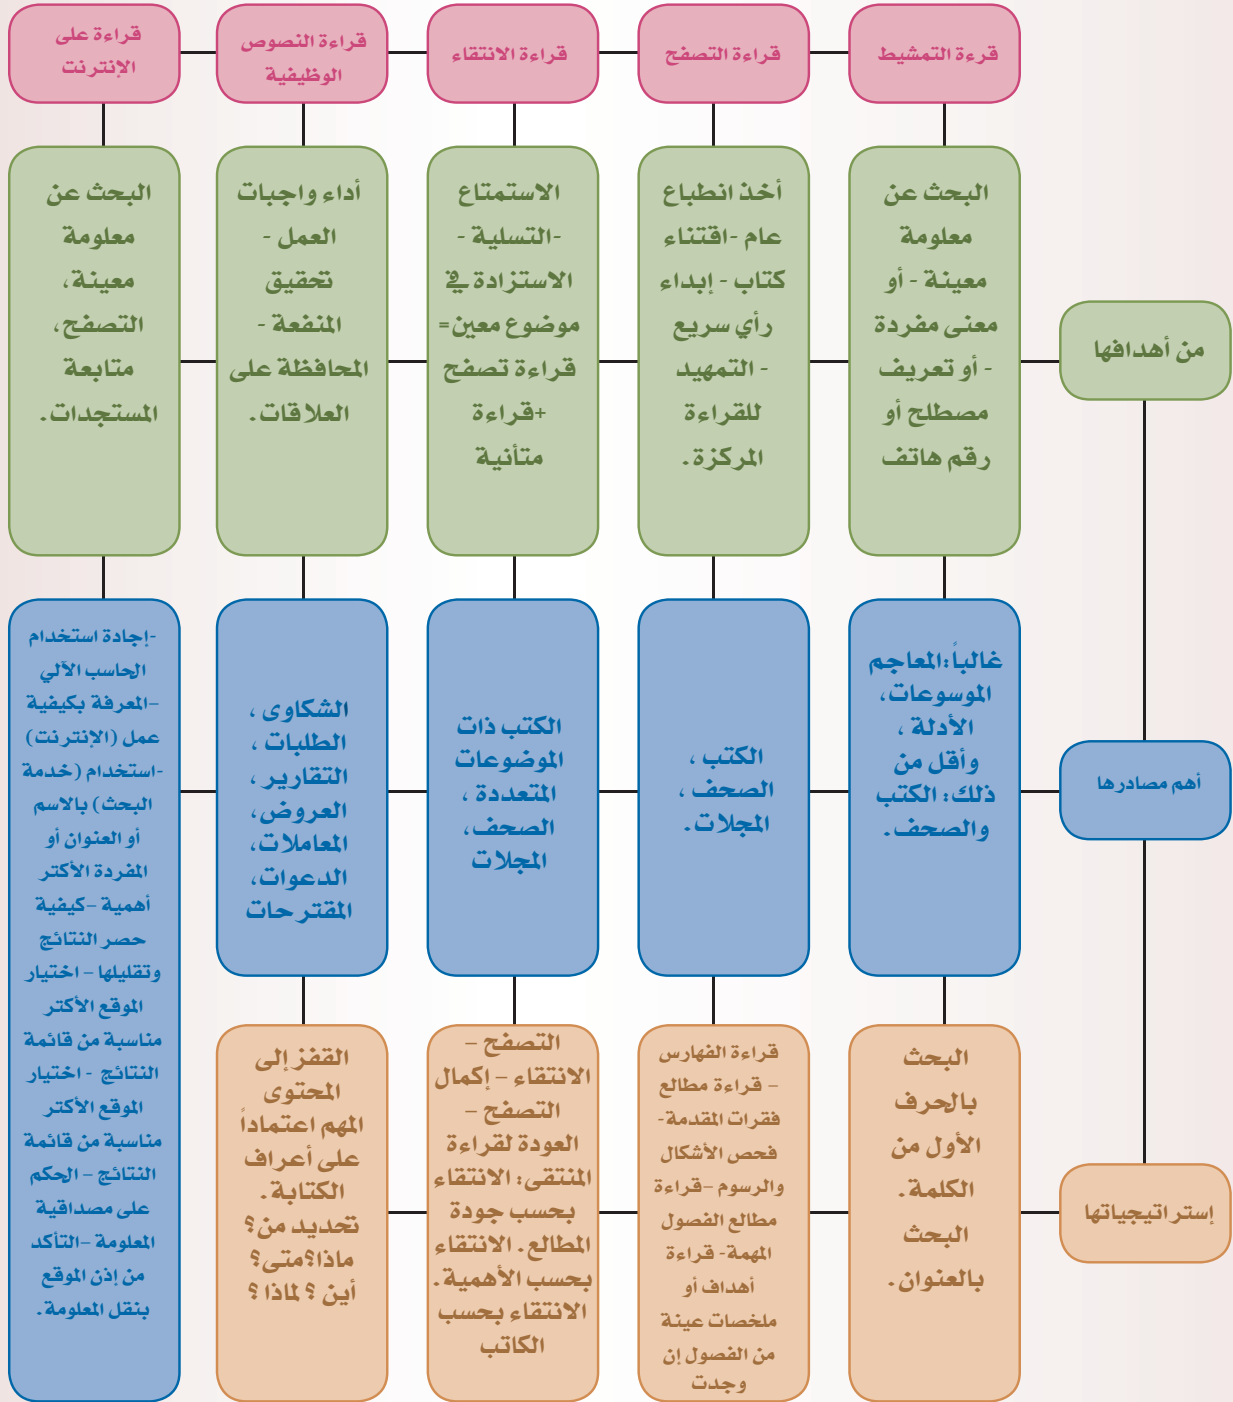 قرءة التمشيط
قراءة التصفح
قراءة الانتقاء
قراءة النصوص
الوظيفية
قراءة على
الإنترنت
من أهدافها
البحث عن
معلومة
معينة - أو
معنى مفردة
- أو تعريف
مصطلح أو
رقم هاتف
أخذ انطباع
عام -اقتناء
كتاب - إبداء
رأي سريع
- التمهيد
للقراءة
المركزة.
الاستمتاع
-التسلية -
الاستزادة في
موضوع معين=
قراءة تصفح
+قراءة
متأنية
أداء واجبات
العمل -
تحقيق
المنفعة -
المحافظة على
العلاقات.
البحث عن
معلومة
معينة،
التصفح،
متابعة
المستجدات.
أهم مصادرها
غالباً:المعاجم
الموسوعات،
الأدلة ،
وأقل من
ذلك: الكتب
والصحف.
الكتب ،
الصحف ،
المجلات.
الكتب ذات
الموضوعات
المتعددة ،
الصحف،
المجلات
الشكاوى ،
الطلبات ،
التقارير ،
العروض،
المعاملات،
الدعوات،
المقترحات
-إجادة استخدام
الحاسب الآلي
–المعرفة بكيفية
عمل (الإنترنت)
-استخدام (خدمة
البحث) بالاسم
أو العنوان أو
المفردة الأكثر
أهمية –كيفية
حصر النتائج
وتقليلها – اختيار
الموقع الأكثر
مناسبة من قائمة
النتائج - اختيار
الموقع الأكثر
مناسبة من قائمة
النتائج – الحكم
على مصداقية
المعلومة –التأكد
من إذن الموقع
بنقل المعلومة.
إستراتيجياتها
البحث
بالحرف
الأول من
الكلمة.
البحث
بالعنوان.
قراءة الفهارس
– قراءة مطالع
فقرات المقدمة-
فحص الأشكال
والرسوم –قراءة
مطالع الفصول
المهمة- قراءة
أهداف أو
ملخصات عينة
من الفصول إن
وجدت
التصفح –
الانتقاء – إكمال
التصفح –
العودة لقراءة
المنتقى: الانتقاء
بحسب جودة
المطالع. الانتقاء
بحسب الأهمية.
الانتقاء بحسب
الكاتب
القفز إلى
المحتوى
المهم اعتماداً
على أعراف
الكتابة.
تحديد من؟
ماذا؟متى؟
أين ؟ لماذا ؟